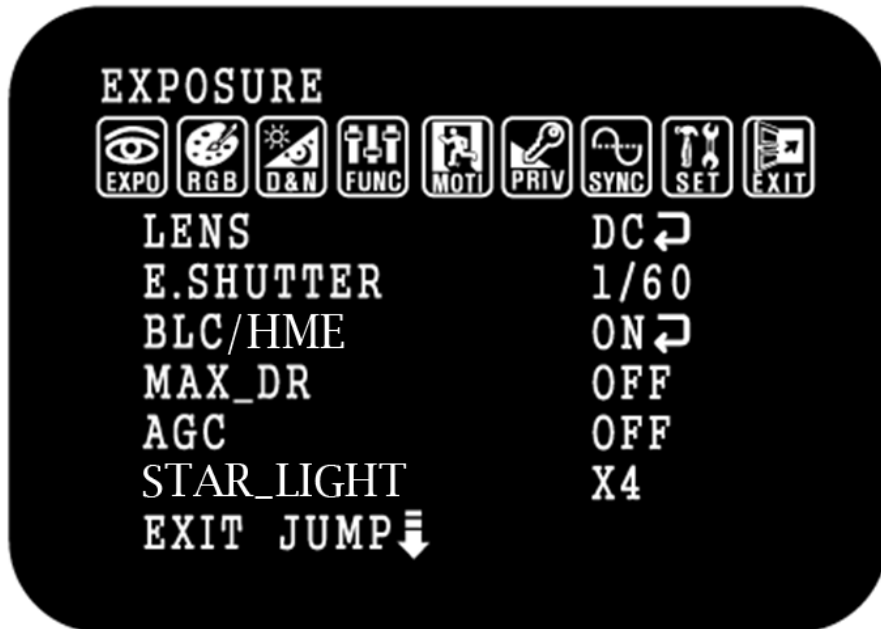 EXPOSURE
EXPO RGB D&N FUNC MOTI PRIV SYNC SET EXIT
LENS DC
E.SHUTTER 1/60
BLC/HME ON
MAX_DR OFF
AGC OFF
STAR_LIGHT X4
EXIT JUMP